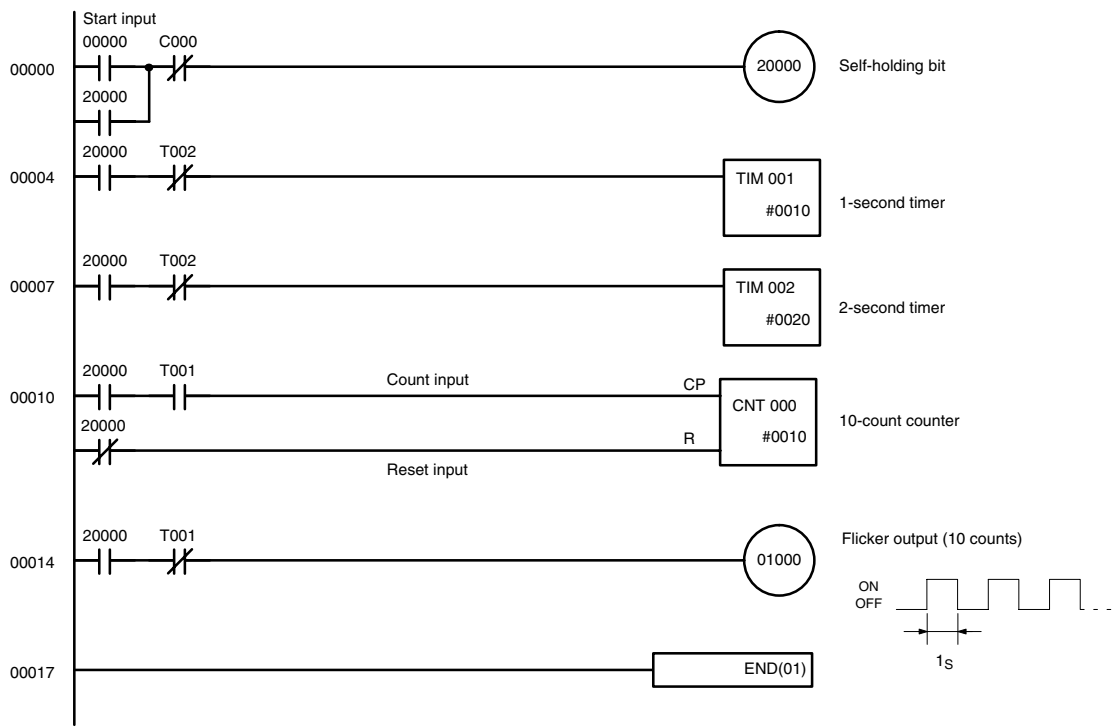 Start input
00000 C000
00000
20000
Self-holding bit
20000
20000 T002
00004
TIM 001
#0010
1-second timer
20000 T002
00007
TIM 002
#0020
2-second timer
20000 T001
00010
Count input
CP
CNT 000
#0010
10-count counter
20000
R
Reset input
20000 T001
00014
01000
Flicker output (10 counts)
ON
OFF
1S
00017
END(01)